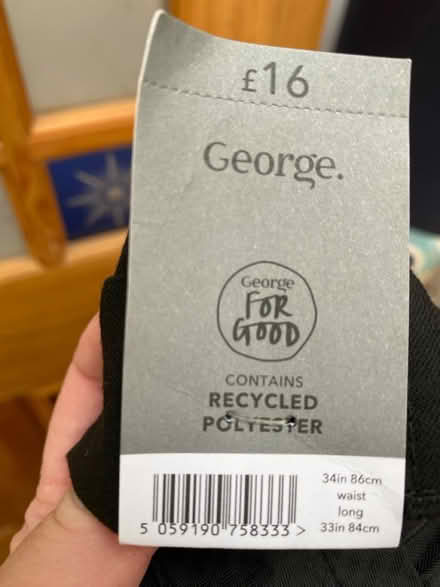 £16
George.
George
FOR
GOOD
CONTAINS
RECYCLED
POLYESTER
34in 86cm
waist
long
33in 84cm
5 059190 758333 >